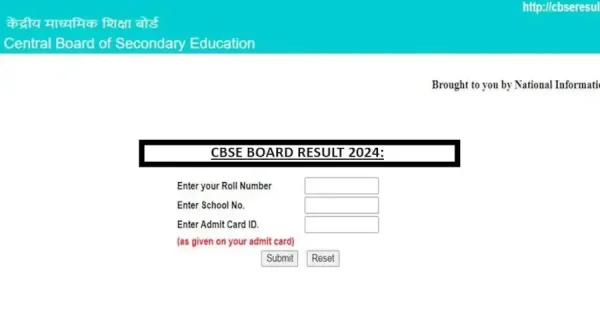 http://cbseresul
केंद्रीय माध्यमिक शिक्षा बोर्ड
Central Board of Secondary Education
Brought to you by National Informatic
CBSE BOARD RESULT 2024:
Enter your Roll Number
Enter School No.
Enter Admit Card ID.
(as given on your admit card)
Submit Reset